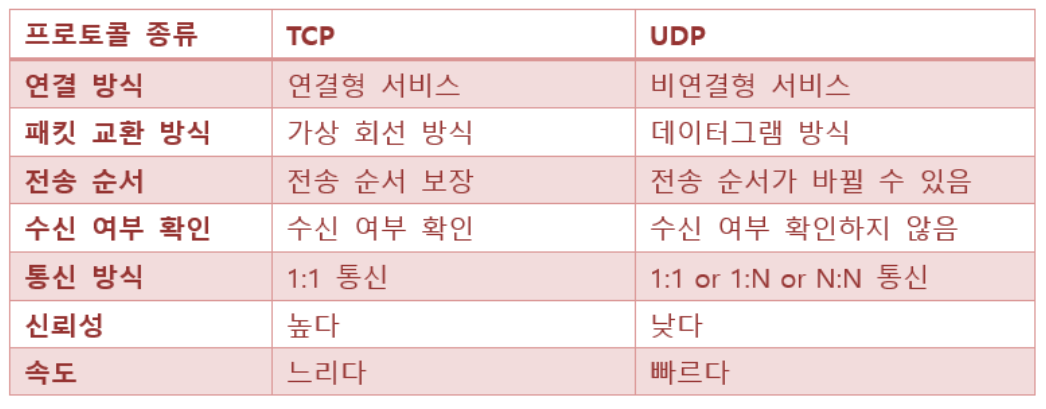 프로토콜 종류 TCP UDP
연결 방식 연결형 서비스 비연결형 서비스
패킷 교환 방식 가상 회선 방식 데이터그램 방식
전송 순서 전송 순서 보장 전송 순서가 바뀔 수 있음
수신 여부 확인 수신 여부 확인 수신 여부 확인하지 않음
통신 방식 1:1 통신 1:1 or 1:N or N:N 통신
신뢰성 높다 낮다
속도 느리다 빠르다